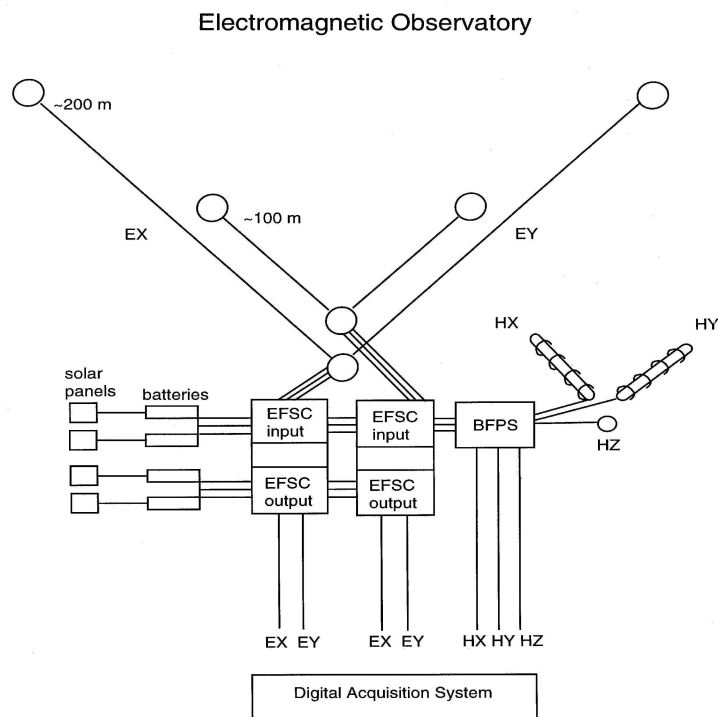 Electromagnetic Observatory
~200 m
~100 m
EX
EY
HX
HY
solar
panels
batteries
EFSC
input
EFSC
input
BFPS
HZ
EFSC
output
EFSC
output
EX EY
EX EY
HX HY HZ
Digital Acquisition System